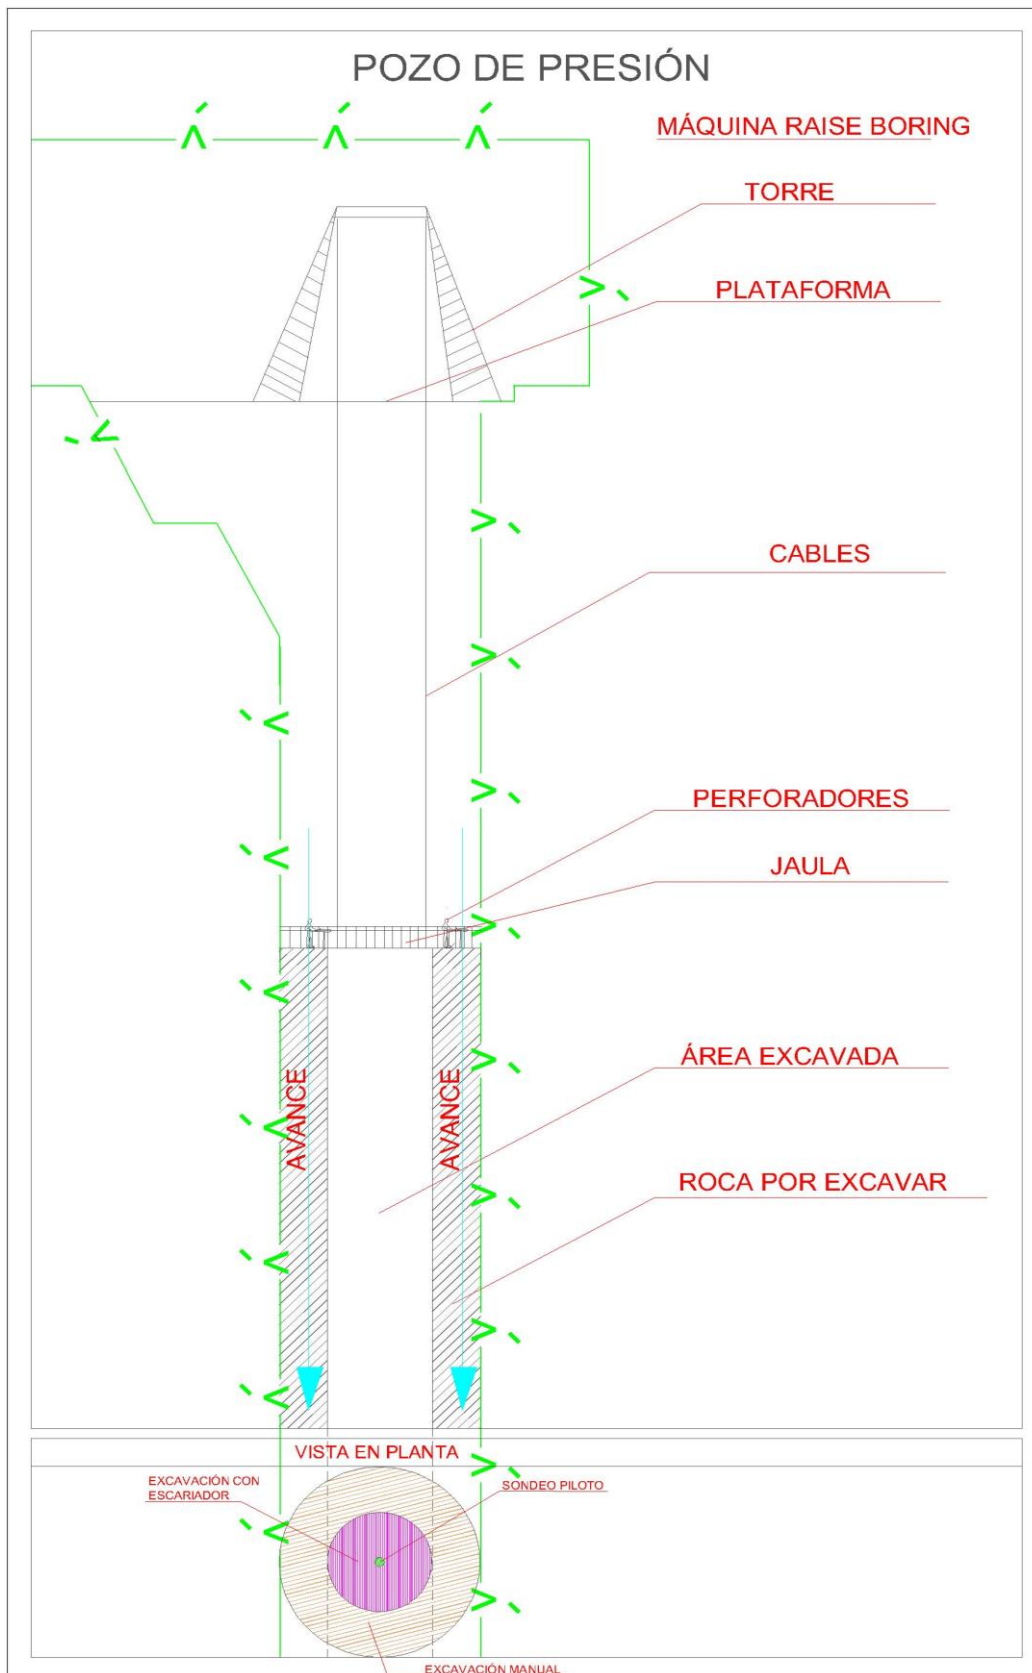 POZO DE PRESIÓN
MÁQUINA RAISE BORING
TORRE
PLATAFORMA
CABLES
PERFORADORES
JAULA
ÁREA EXCAVADA
AVANCE
AVANCE
ROCA POR EXCAVAR
VISTA EN PLANTA
EXCAVACIÓN CON
ESCARIADOR
SONDEO PILOTO
EXCAVACIÓN MANUAL